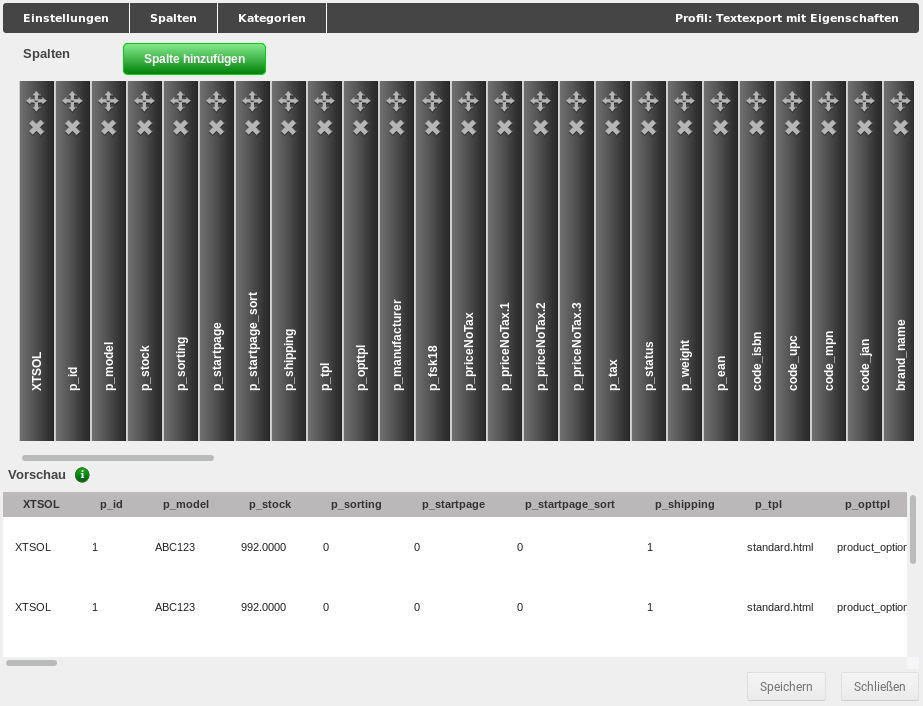 Einstellungen Spalten Kategorien Profil: Textexport mit Eigenschaften
Spalten Spalte hinzufügen
XTSOL
p_id
p_model
p_stock
p_sorting
p_startpage
p_startpage_sort
p_shipping
p_tpl
p_opttpl
p_manufacturer
p_fsk18
p_priceNoTax
p_priceNoTax.1
p_priceNoTax.2
p_priceNoTax.3
p_tax
p_status
p_weight
p_ean
code_isbn
code_upc
code_mpn
code_jan
brand_name
Vorschau
XTSOL p_id p_model p_stock p_sorting p_startpage p_startpage_sort p_shipping p_tpl p_opttpl
XTSOL 1 ABC123 992.0000 0 0 0 1 standard.html product_option
XTSOL 1 ABC123 992.0000 0 0 0 1 standard.html product_option
Speichern Schließen